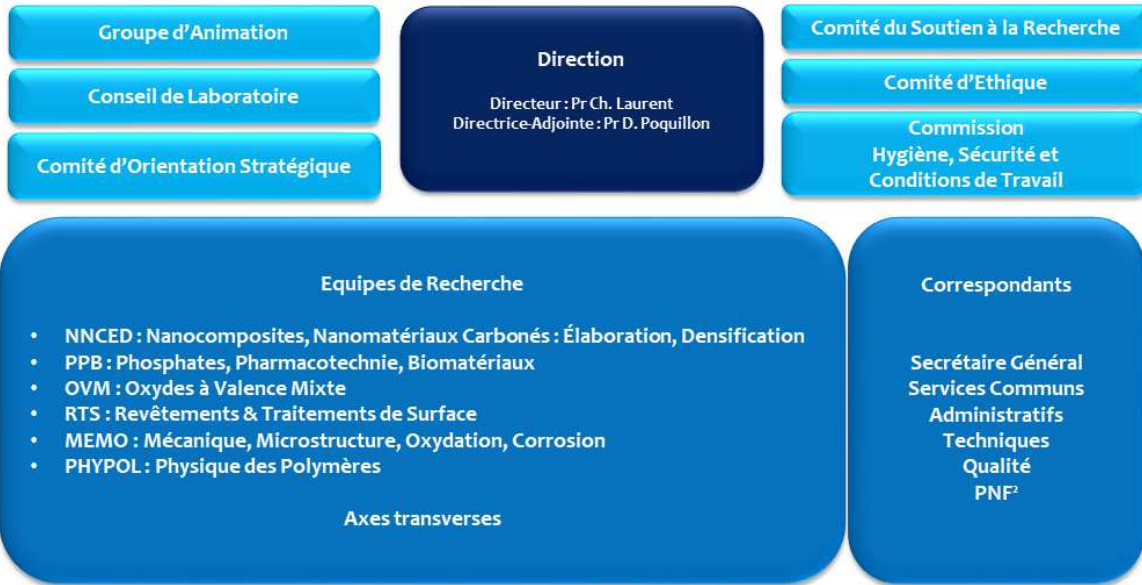 Groupe d’Animation
Conseil de Laboratoire
Comité d’Orientation Stratégique
Direction
Directeur : Pr Ch. Laurent
Directrice-Adjointe : Pr D. Poquillon
Comité du Soutien à la Recherche
Comité d’Ethique
Commission
Hygiène, Sécurité et
Conditions de Travail
Equipes de Recherche
• NNCED : Nanocomposites, Nanomatériaux Carbonés : Élaboration, Densification
• PPB : Phosphates, Pharmacotechnie, Biomatériaux
• OVM : Oxydes à Valence Mixte
• RTS : Revêtements & Traitements de Surface
• MEMO : Mécanique, Microstructure, Oxydation, Corrosion
• PHYPOL : Physique des Polymères
Axes transverses
Correspondants
Secrétaire Général
Services Communs
Administratifs
Techniques
Qualité
PNF²